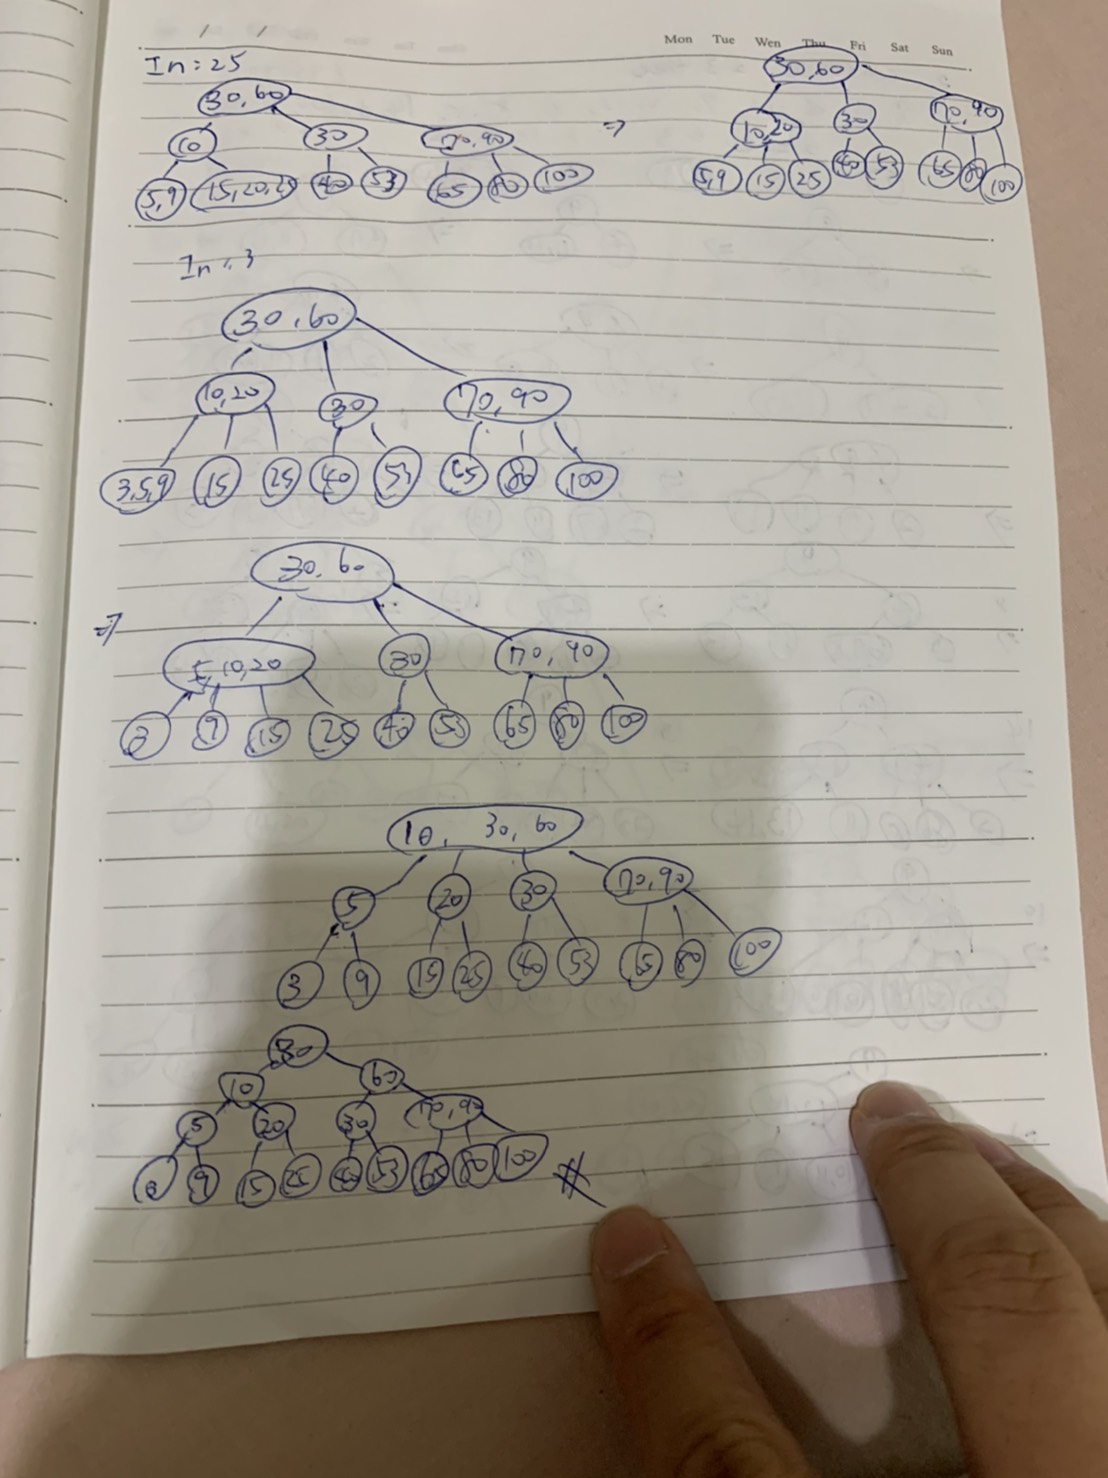 Mon Tue Wen Thu Fri Sat Sun
In = 25
30,60
10 30 70,90
5,9 15,20,25 40 53 65 80 100
⇒
30,60
10,20 30 70,90
5,9 15 25 40 53 65 80 100
In = 3
30,60
10,20 30 70,90
3,5,9 15 25 40 53 65 80 100
⇒
30,60
5,10,20 30 70,90
3 9 15 25 40 53 65 80 100
10, 30, 60
5 20 30 70,90
3 9 15 25 40 53 65 80 100
30
10 60
5 20 30 70,90
3 9 15 25 40 53 65 80 100
#